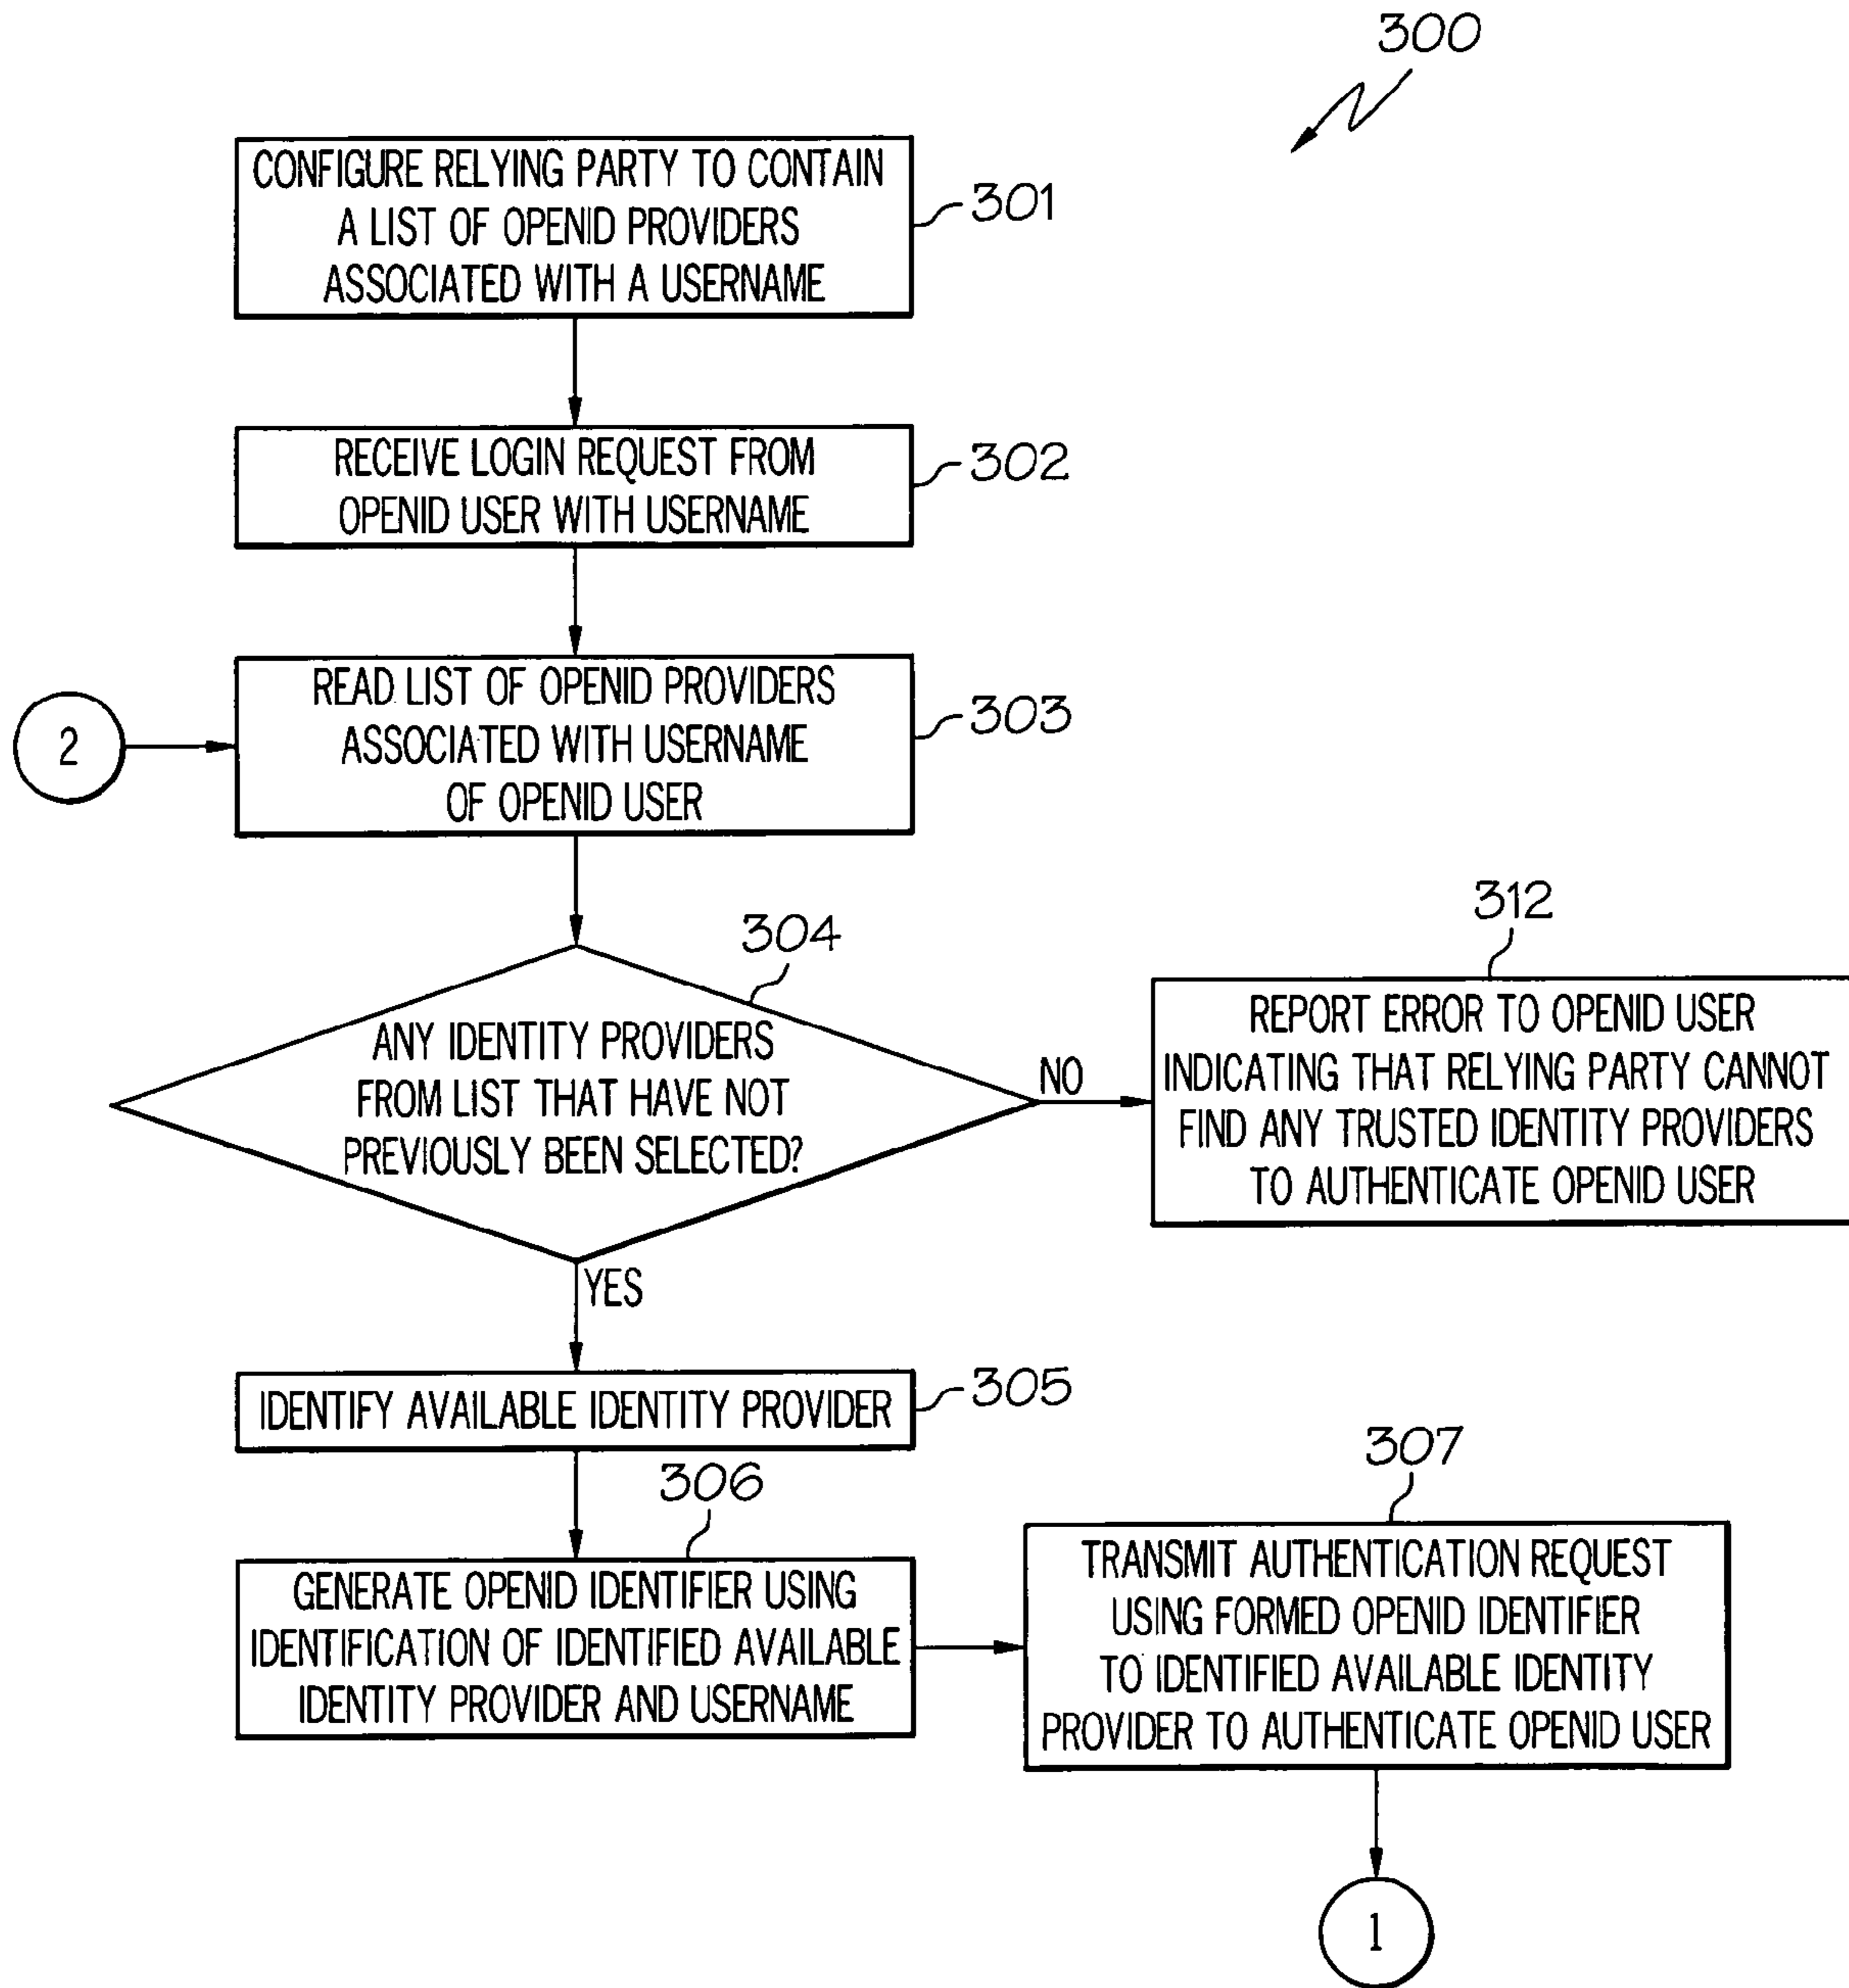 300
CONFIGURE RELYING PARTY TO CONTAIN
A LIST OF OPENID PROVIDERS
ASSOCIATED WITH A USERNAME
301
RECEIVE LOGIN REQUEST FROM
OPENID USER WITH USERNAME
302
2
READ LIST OF OPENID PROVIDERS
ASSOCIATED WITH USERNAME
OF OPENID USER
303
304
ANY IDENTITY PROVIDERS
FROM LIST THAT HAVE NOT
PREVIOUSLY BEEN SELECTED?
NO
312
REPORT ERROR TO OPENID USER
INDICATING THAT RELYING PARTY CANNOT
FIND ANY TRUSTED IDENTITY PROVIDERS
TO AUTHENTICATE OPENID USER
YES
IDENTIFY AVAILABLE IDENTITY PROVIDER
305
306
GENERATE OPENID IDENTIFIER USING
IDENTIFICATION OF IDENTIFIED AVAILABLE
IDENTITY PROVIDER AND USERNAME
307
TRANSMIT AUTHENTICATION REQUEST
USING FORMED OPENID IDENTIFIER
TO IDENTIFIED AVAILABLE IDENTITY
PROVIDER TO AUTHENTICATE OPENID USER
1